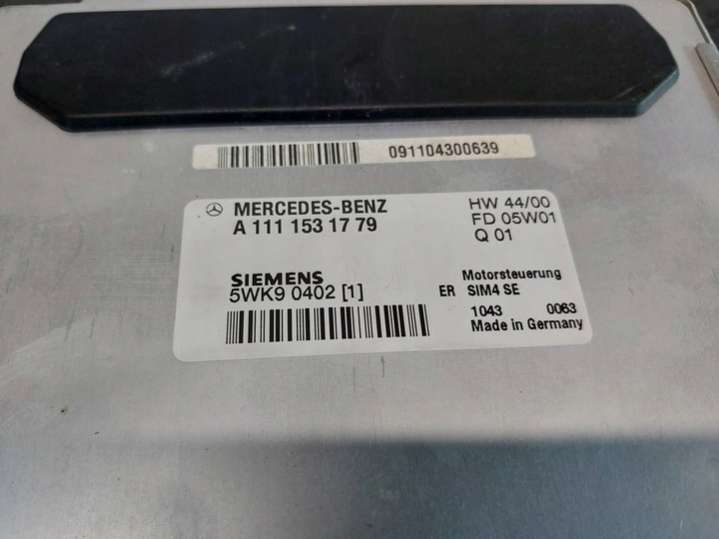 091104300639
MERCEDES-BENZ
A 111 153 17 79
HW 44/00
FD 05W01
Q 01
SIEMENS
5WK9 0402 [1]
Motorsteuerung
ER SIM4 SE
1043 0063
Made in Germany